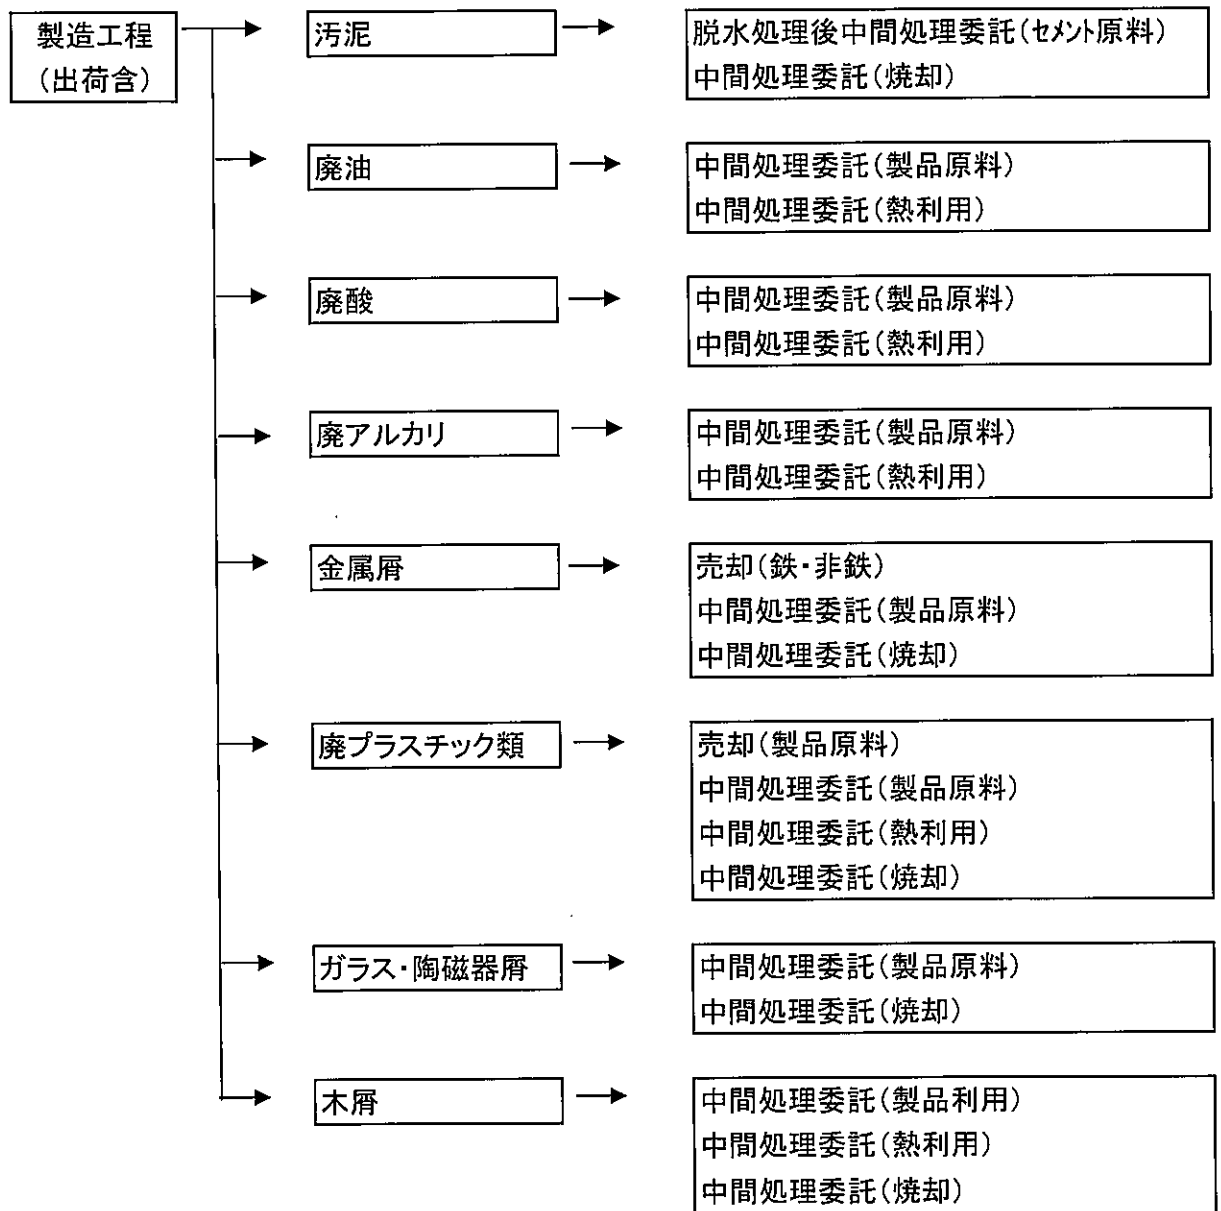 製造工程
(出荷含)
汚泥
脱水処理後中間処理委託(セメント原料)
中間処理委託(焼却)
廃油
中間処理委託(製品原料)
中間処理委託(熱利用)
廃酸
中間処理委託(製品原料)
中間処理委託(熱利用)
廃アルカリ
中間処理委託(製品原料)
中間処理委託(熱利用)
金属屑
売却(鉄・非鉄)
中間処理委託(製品原料)
中間処理委託(焼却)
廃プラスチック類
売却(製品原料)
中間処理委託(製品原料)
中間処理委託(熱利用)
中間処理委託(焼却)
ガラス・陶磁器屑
中間処理委託(製品原料)
中間処理委託(焼却)
木屑
中間処理委託(製品利用)
中間処理委託(熱利用)
中間処理委託(焼却)